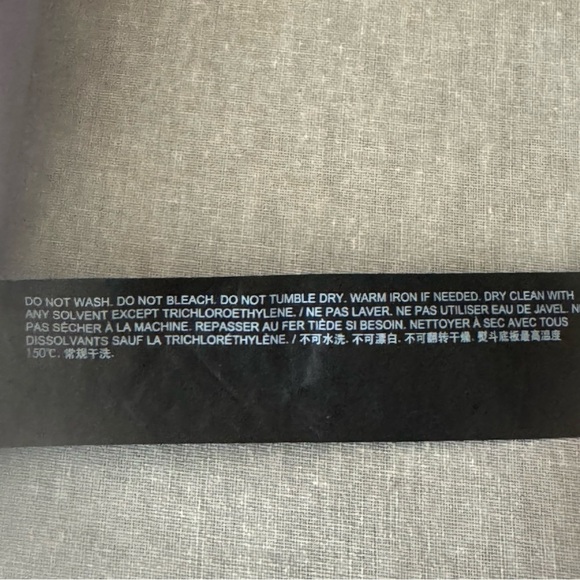 DO NOT WASH. DO NOT BLEACH. DO NOT TUMBLE DRY. WARM IRON IF NEEDED. DRY CLEAN WITH
ANY SOLVENT EXCEPT TRICHLOROETHYLENE. / NE PAS LAVER. NE PAS UTILISER EAU DE JAVEL. N
PAS SÉCHER À LA MACHINE. REPASSER AU FER TIÈDE SI BESOIN. NETTOYER À SEC AVEC TOUS
DISSOLVANTS SAUF LA TRICHLORÉTHYLÈNE. / 不可水洗. 不可漂白. 不可翻转干燥. 熨斗底板最高温度
150℃. 常规干洗.